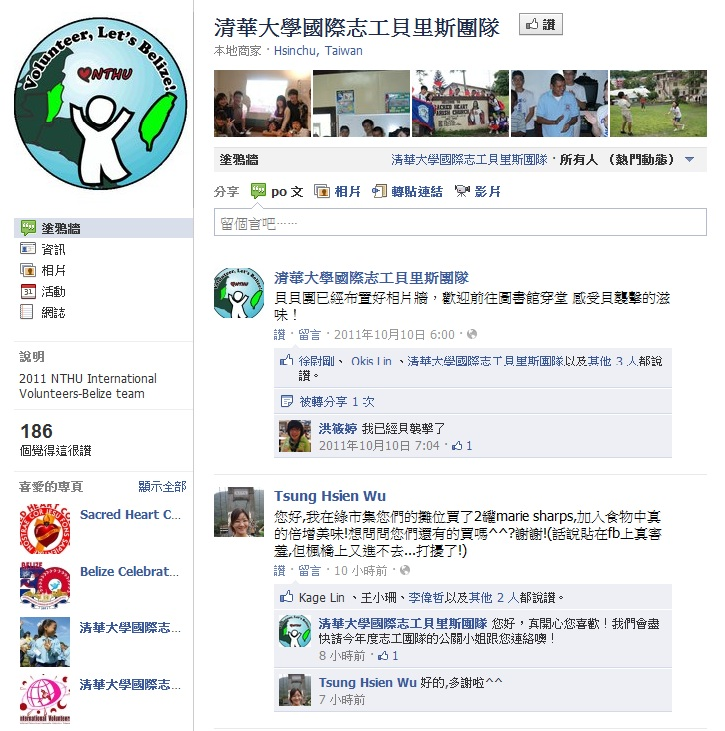 Volunteer, Let's Belize!
NTHU
清華大學國際志工貝里斯團隊
讚
本地商家 · Hsinchu, Taiwan
SACRED HEART
PARISH CHURCH
塗鴉牆
清華大學國際志工貝里斯團隊 · 所有人 (熱門動態)
分享 po 文 相片 轉貼連結 影片
留個言吧……
塗鴉牆
資訊
相片
活動
網誌
說明
2011 NTHU International
Volunteers-Belize team
186
個覺得這很讚
喜愛的專頁 顯示全部
Sacred Heart C...
Belize Celebrat...
清華大學國際志...
清華大學國際志...
清華大學國際志工貝里斯團隊
貝貝團已經布置好相片牆，歡迎前往圖書館穿堂 感受貝襲擊的滋
味！
讚 · 留言 · 2011年10月10日 6:00 ·
徐尉剛、 Okis Lin 、清華大學國際志工貝里斯團隊以及其他 3 人都說
讚。
被轉分享 1 次
洪筱婷 我已經貝襲擊了
2011年10月10日 7:04 · 1
Tsung Hsien Wu
您好,我在綠市集您們的攤位買了2罐marie sharps,加入食物中真
的倍增美味!想問問您們還有的買嗎^^?謝謝!(話說貼在fb上真害
羞,但楓橋上又進不去...打擾了!)
讚 · 留言 · 10 小時前 ·
Kage Lin 、王小珊、李偉哲以及其他 2 人都說讚。
清華大學國際志工貝里斯團隊 您好，真開心您喜歡！我們會盡
快請今年度志工團隊的公關小姐跟您連絡噢！
8 小時前 · 1
Tsung Hsien Wu 好的,多謝啦^^
7 小時前